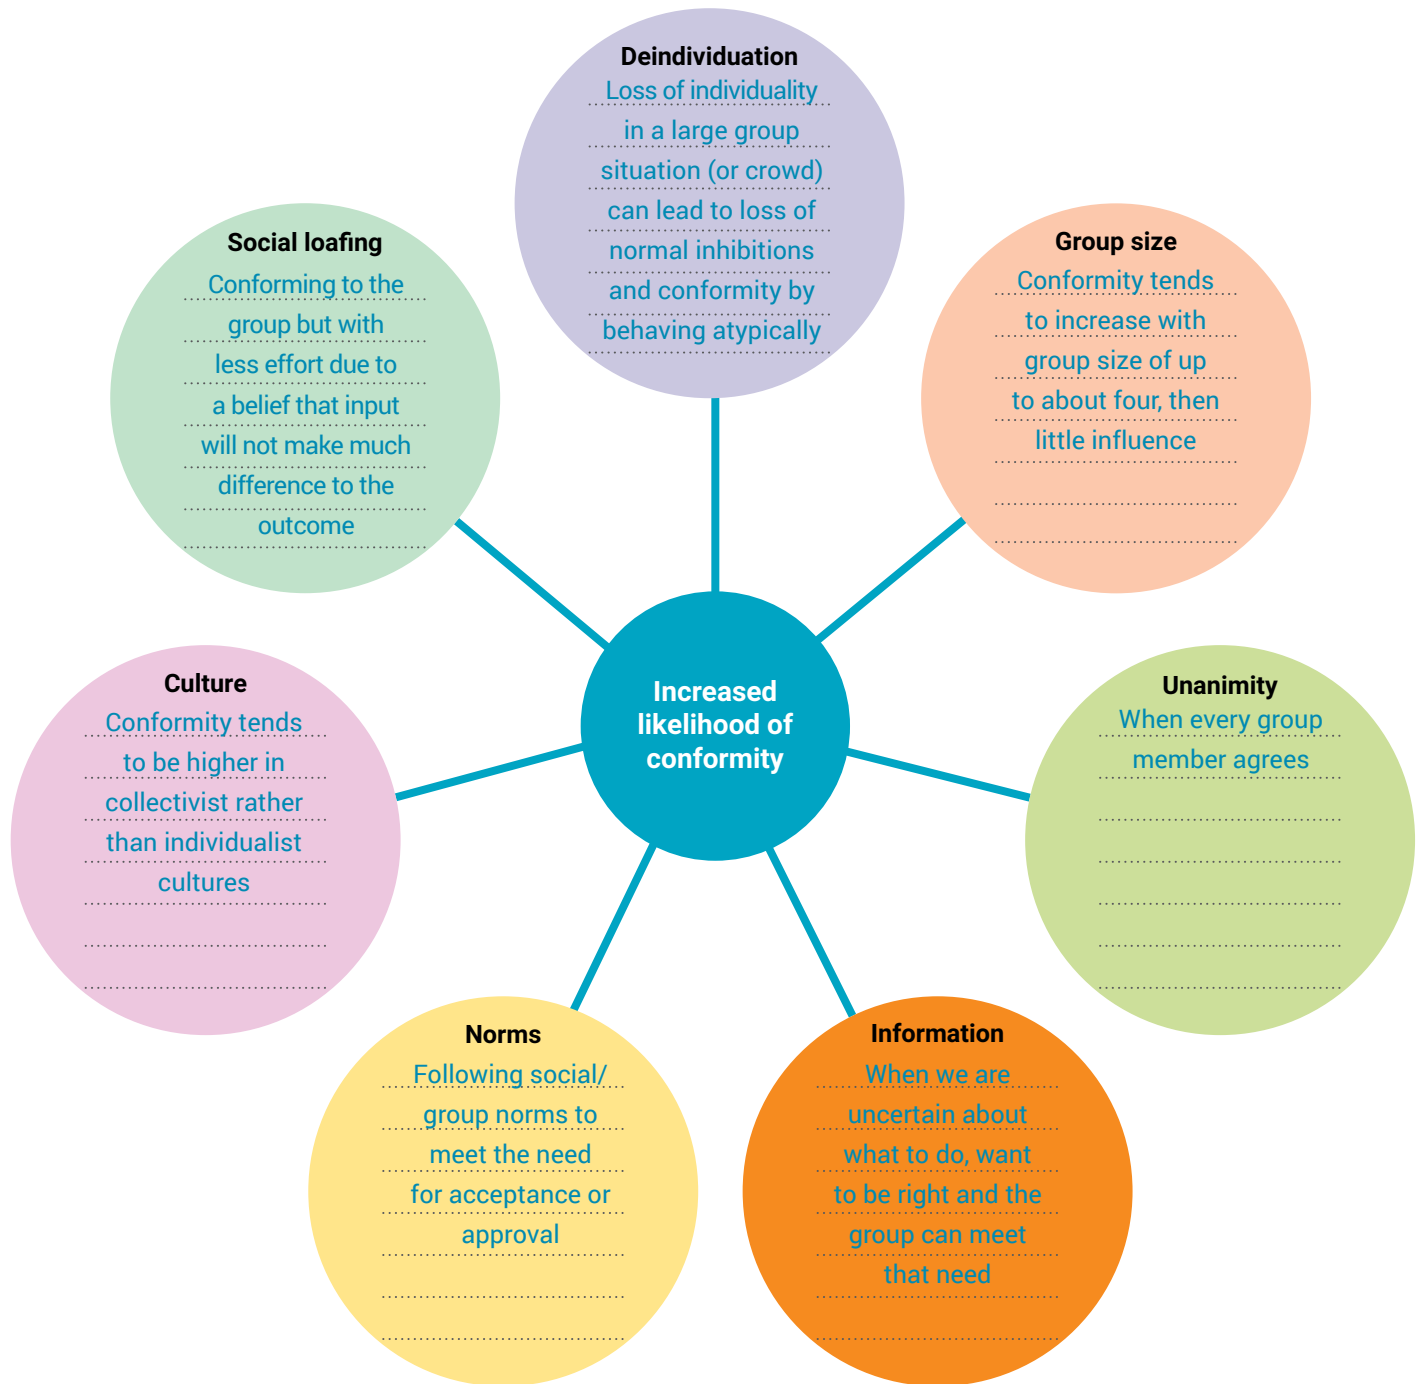 Deindividuation
Loss of individuality
in a large group
situation (or crowd)
can lead to loss of
normal inhibitions
and conformity by
behaving atypically
Social loafing
Conforming to the
group but with
less effort due to
a belief that input
will not make much
difference to the
outcome
Group size
Conformity tends
to increase with
group size of up
to about four, then
little influence
Increased
likelihood of
conformity
Culture
Conformity tends
to be higher in
collectivist rather
than individualist
cultures
Unanimity
When every group
member agrees
Norms
Following social/
group norms to
meet the need
for acceptance or
approval
Information
When we are
uncertain about
what to do, want
to be right and the
group can meet
that need